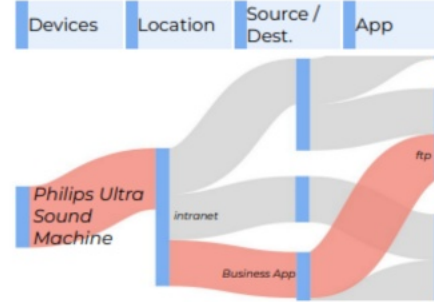 Devices
Location
Source /
Dest.
App
ftp
Philips Ultra
Sound
Machine
intranet
Business App